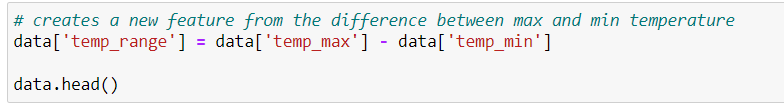 # creates a new feature from the difference between max and min temperature
data['temp_range'] = data['temp_max'] - data['temp_min']
data.head()